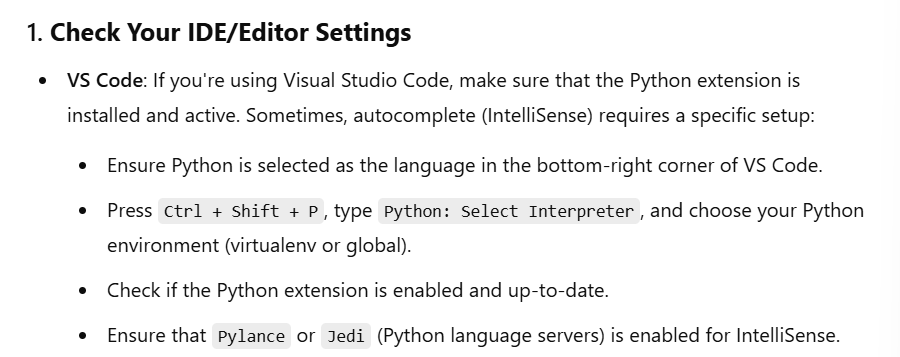 1. Check Your IDE/Editor Settings
• VS Code: If you're using Visual Studio Code, make sure that the Python extension is
installed and active. Sometimes, autocomplete (IntelliSense) requires a specific setup:
• Ensure Python is selected as the language in the bottom-right corner of VS Code.
• Press Ctrl + Shift + P, type Python: Select Interpreter, and choose your Python
environment (virtualenv or global).
• Check if the Python extension is enabled and up-to-date.
• Ensure that Pylance or Jedi (Python language servers) is enabled for IntelliSense.